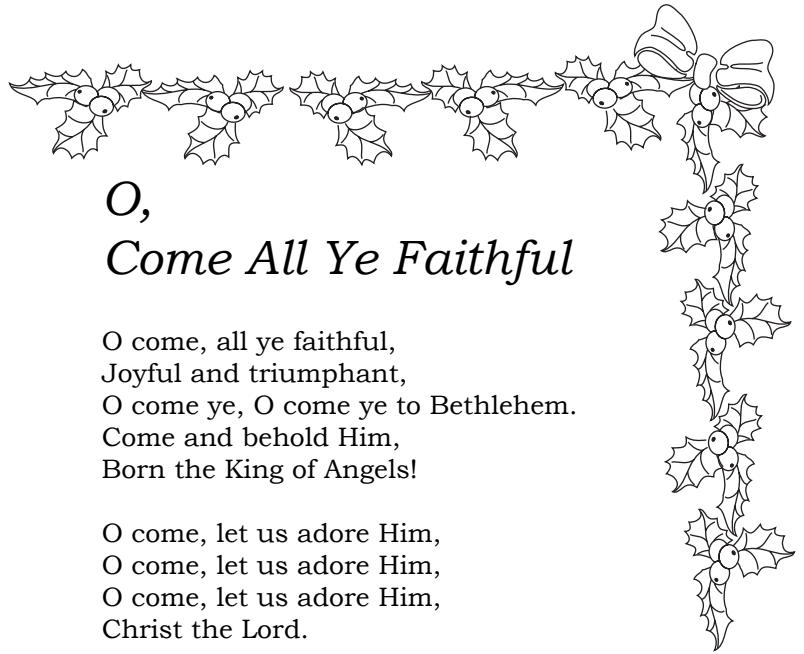 O,
Come All Ye Faithful
O come, all ye faithful,
Joyful and triumphant,
O come ye, O come ye to Bethlehem.
Come and behold Him,
Born the King of Angels!
O come, let us adore Him,
O come, let us adore Him,
O come, let us adore Him,
Christ the Lord.